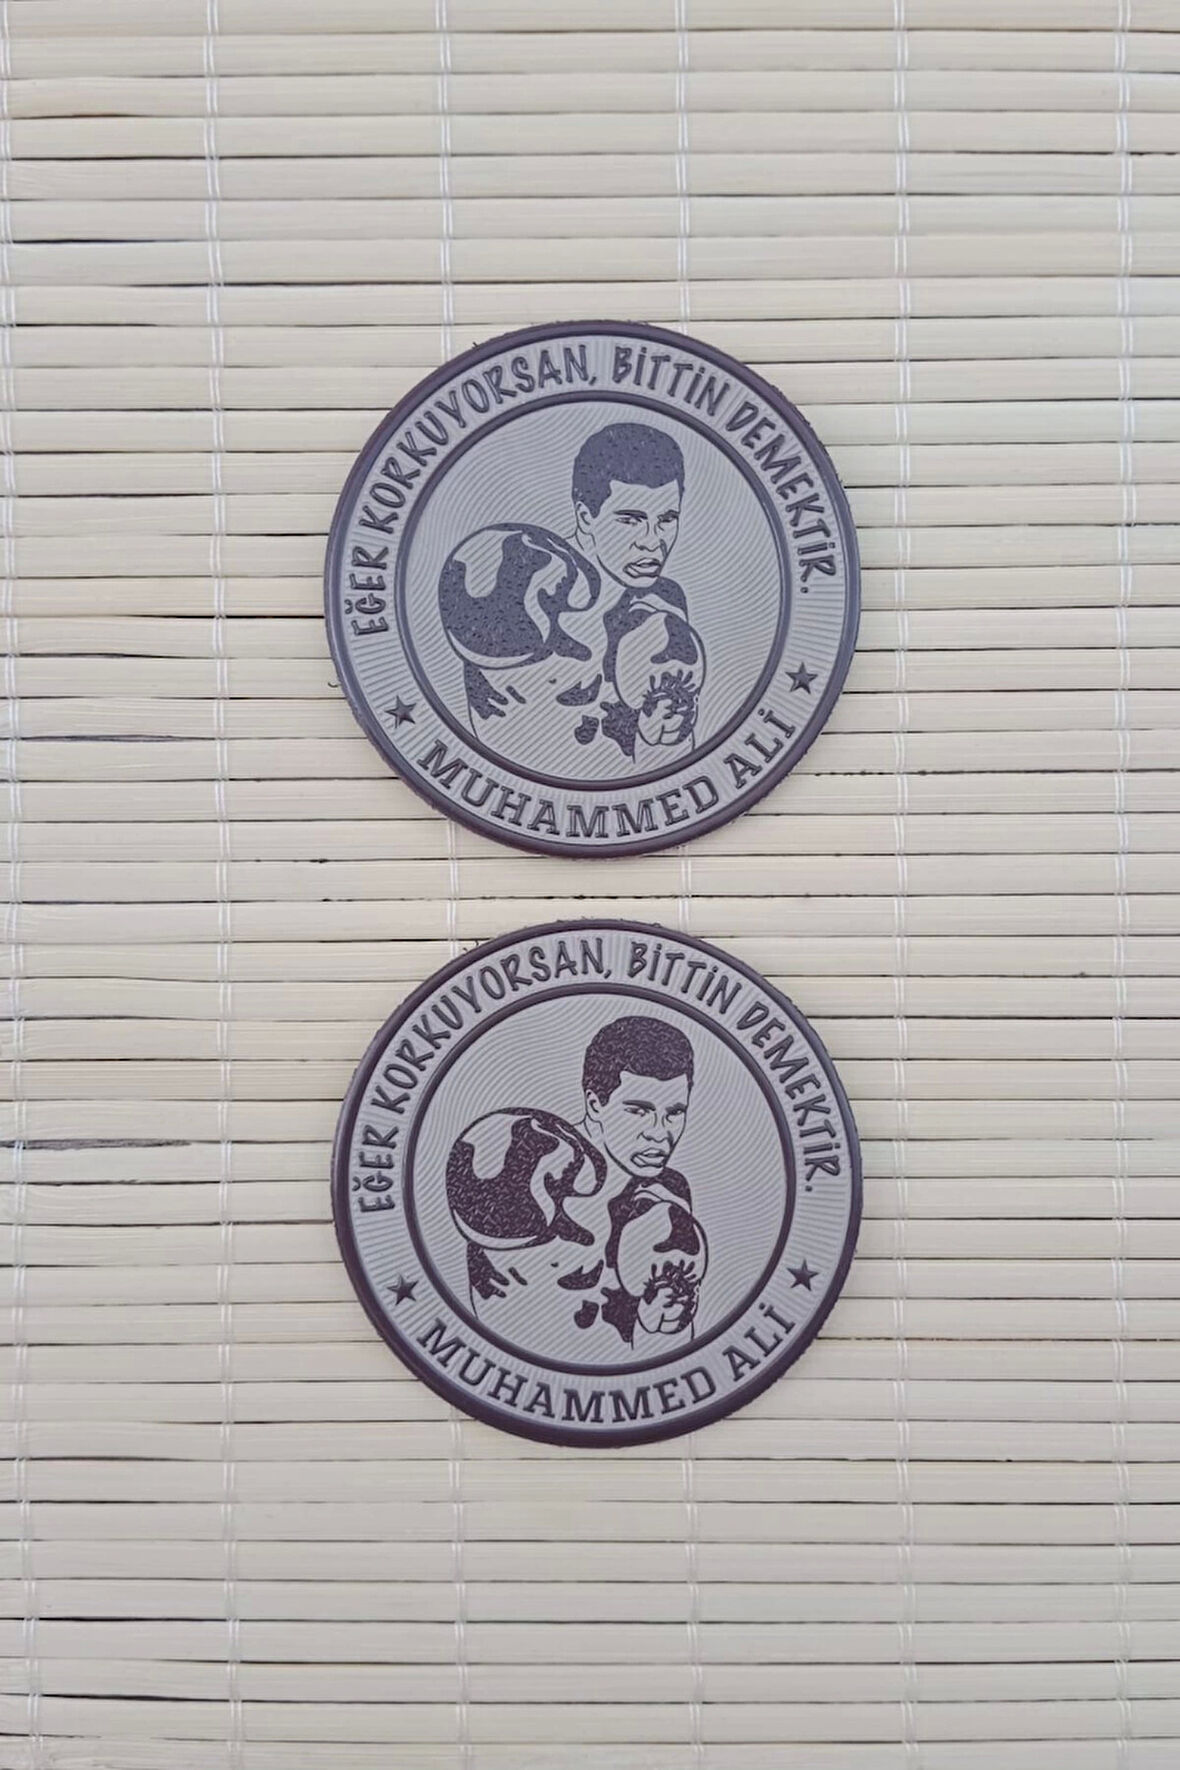 EĞER KORKUYORSAN, BİTTİN DEMEKTİR.
MUHAMMED ALİ
EĞER KORKUYORSAN, BİTTİN DEMEKTİR.
MUHAMMED ALİ